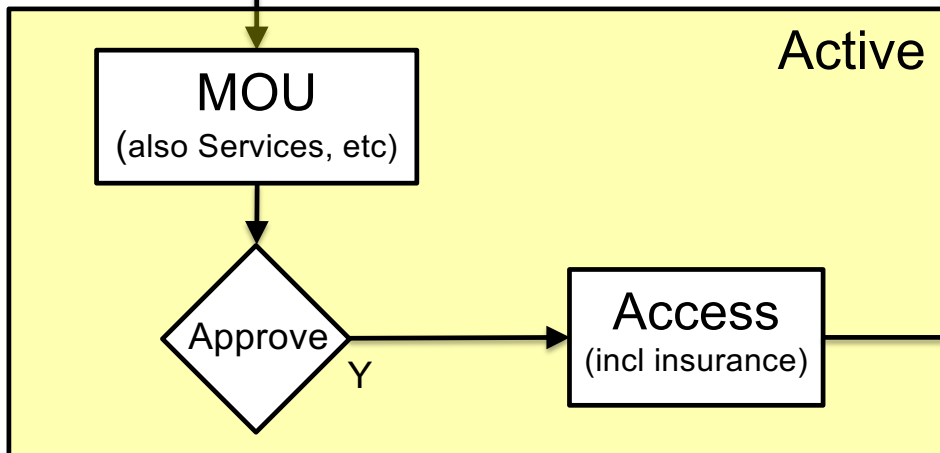 Active
MOU
(also Services, etc)
Approve
Y
Access
(incl insurance)